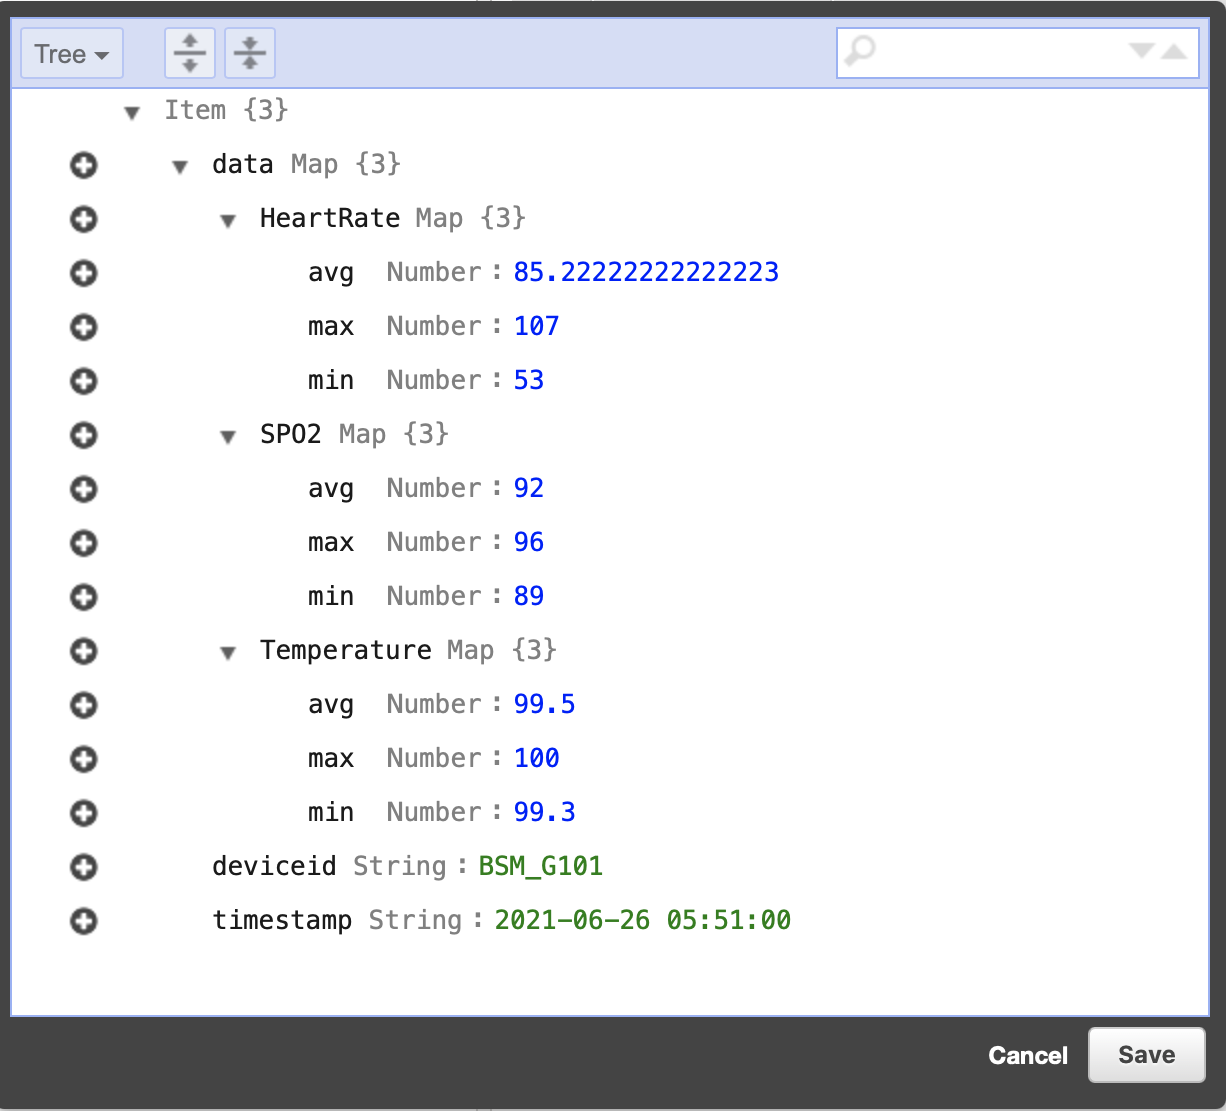 Tree
Item {3}
data Map {3}
HeartRate Map {3}
avg Number : 85.22222222222223
max Number : 107
min Number : 53
SPO2 Map {3}
avg Number : 92
max Number : 96
min Number : 89
Temperature Map {3}
avg Number : 99.5
max Number : 100
min Number : 99.3
deviceid String : BSM_G101
timestamp String : 2021-06-26 05:51:00
Cancel Save